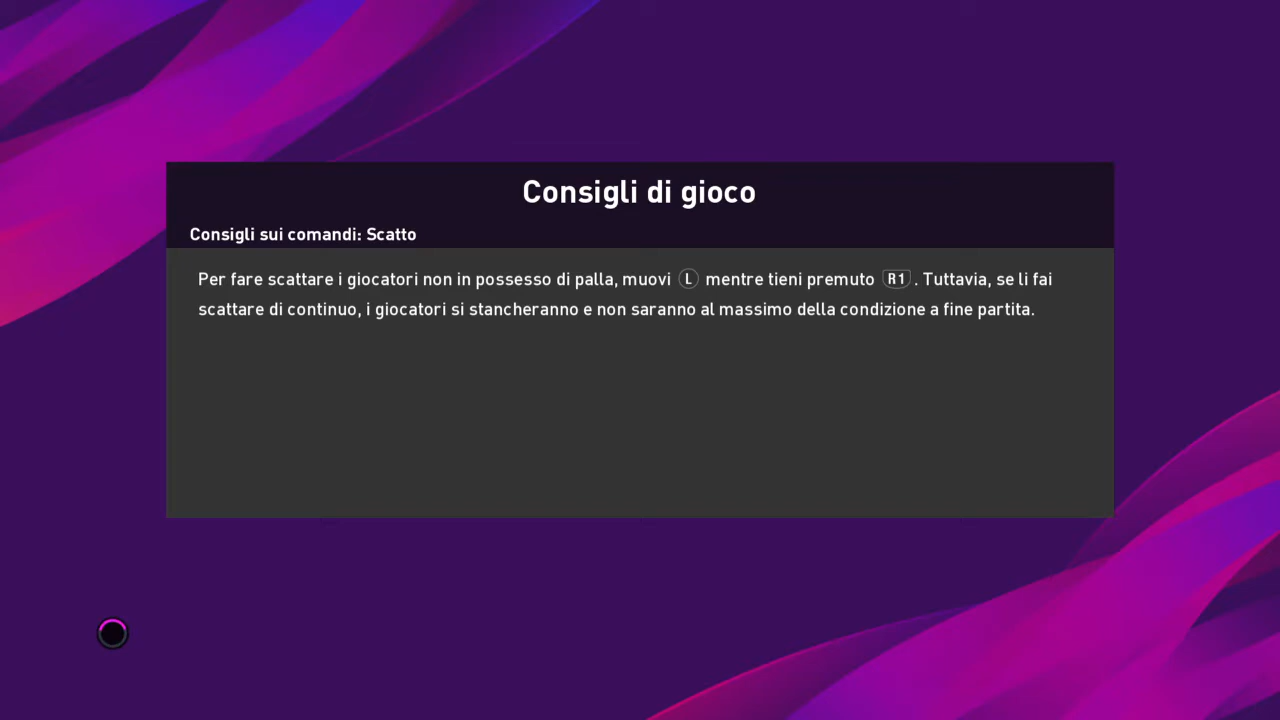 Consigli di gioco
Consigli sui comandi: Scatto
Per fare scattare i giocatori non in possesso di palla, muovi L mentre tieni premuto R1 . Tuttavia, se li fai
scattare di continuo, i giocatori si stancheranno e non saranno al massimo della condizione a fine partita.